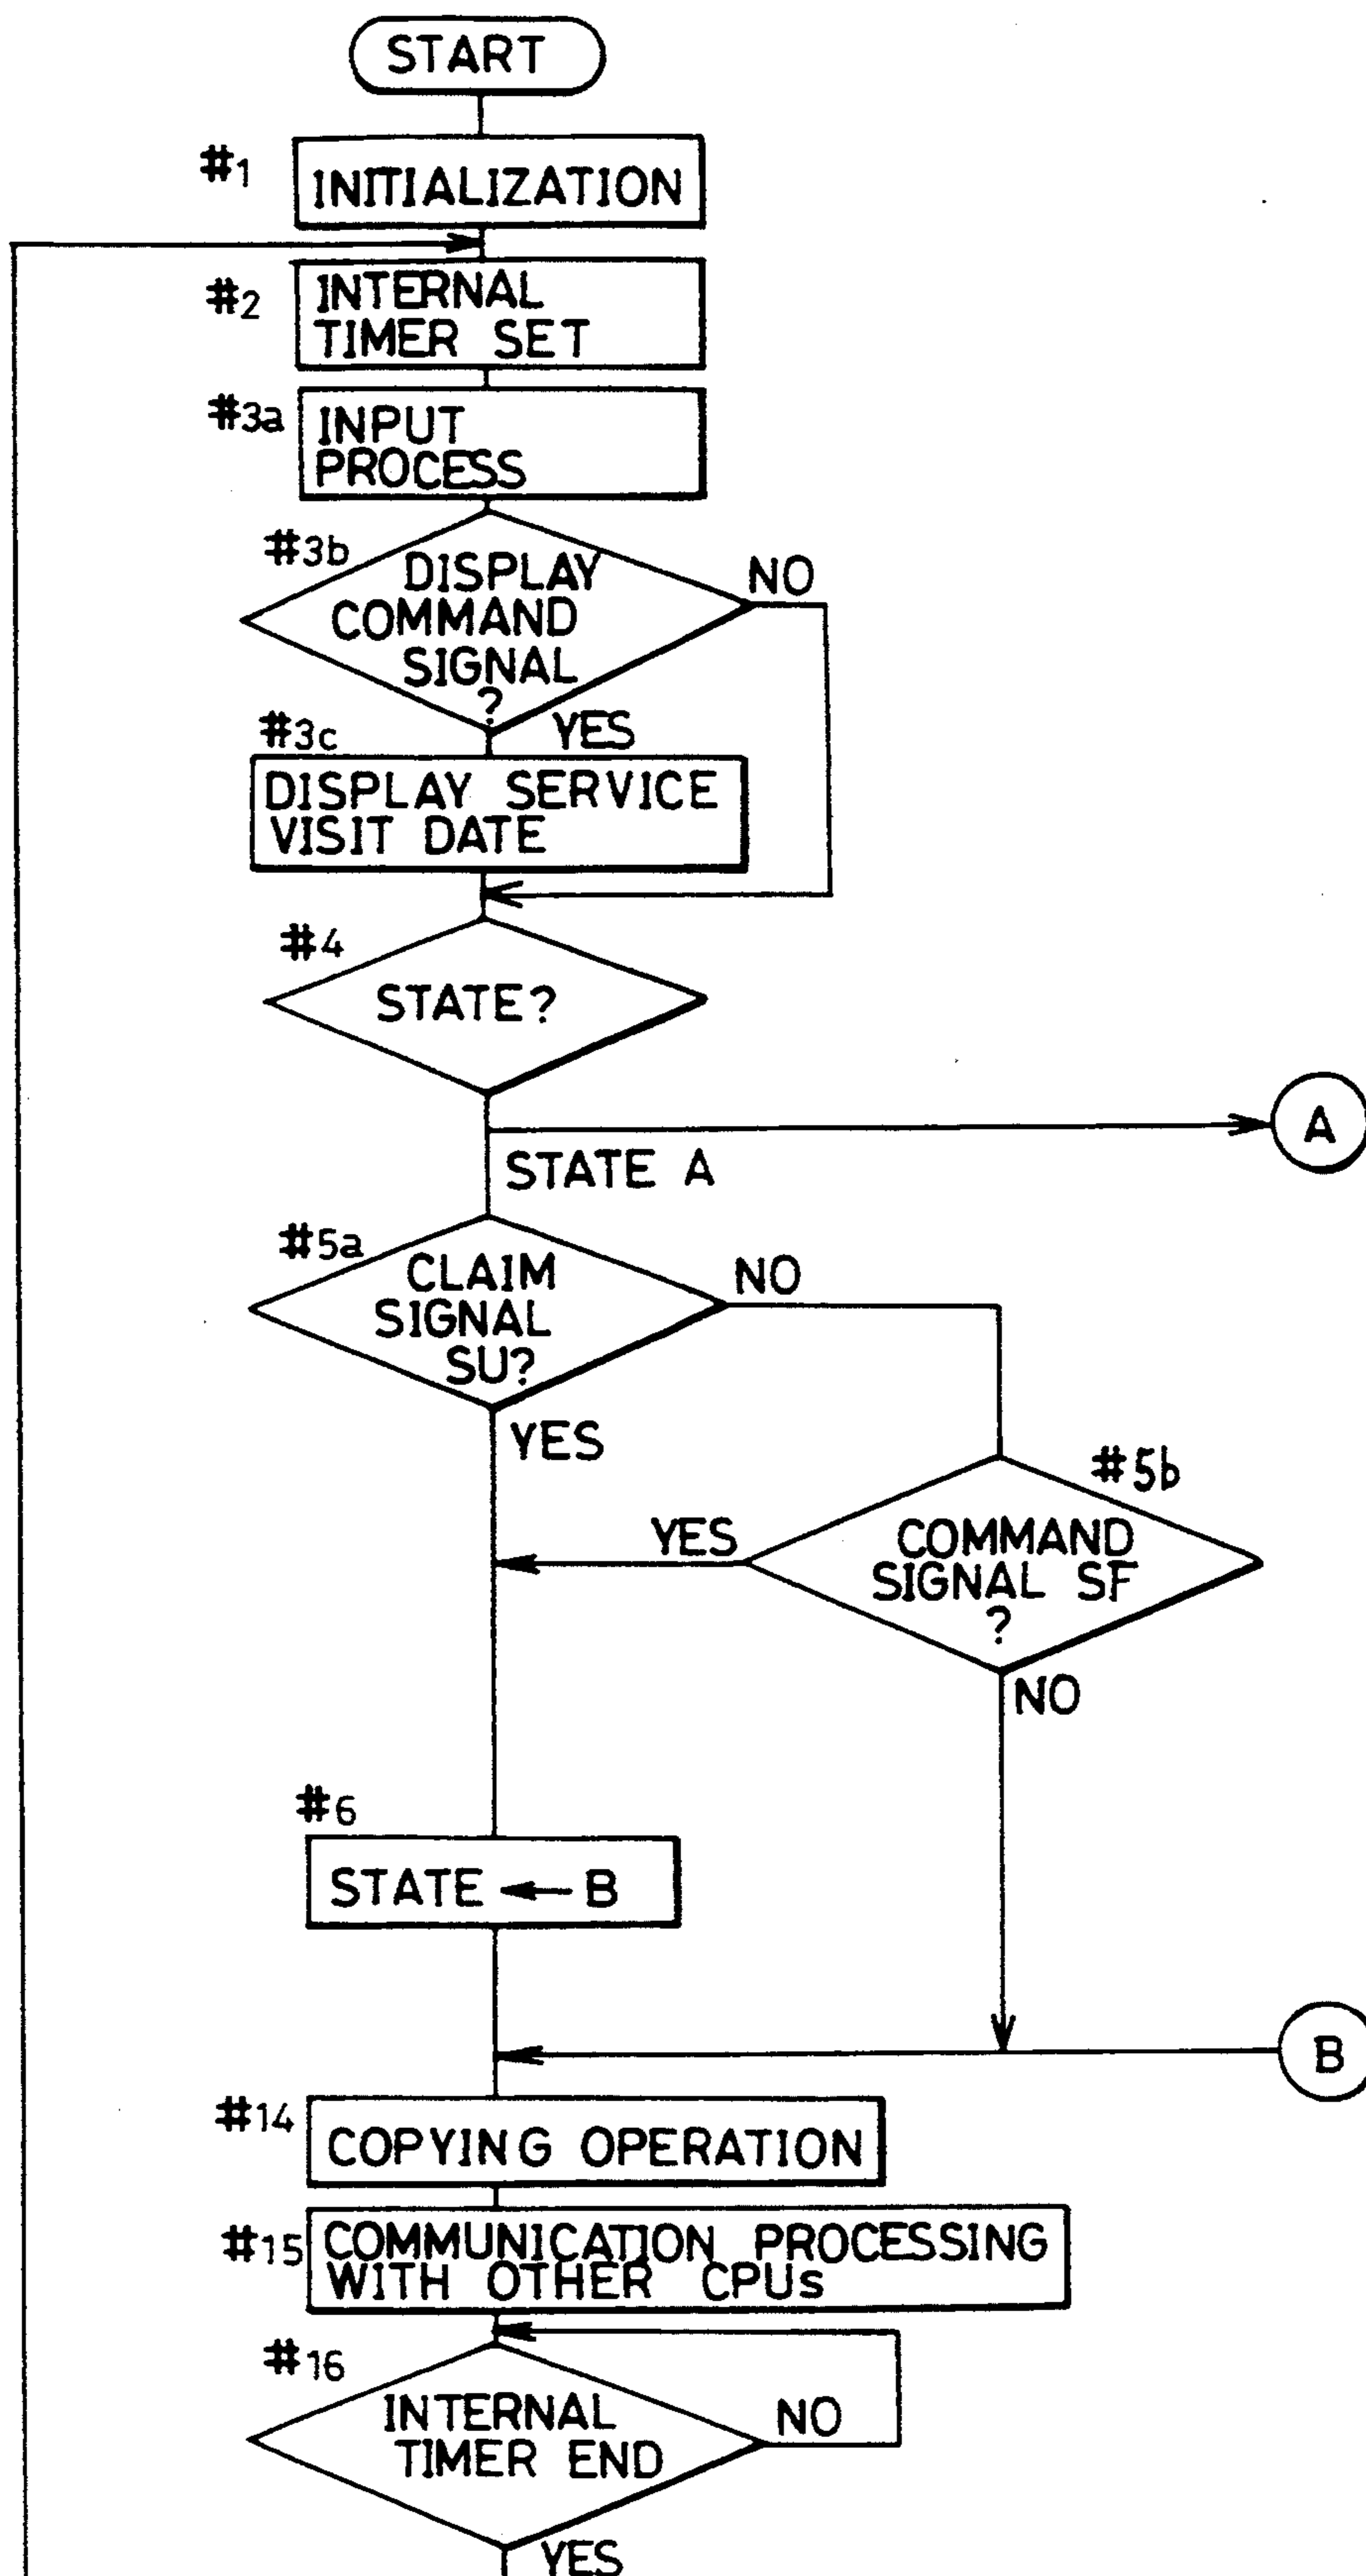 START
#1
INITIALIZATION
#2
INTERNAL
TIMER SET
#3a
INPUT
PROCESS
#3b
DISPLAY
COMMAND
SIGNAL
?
NO
YES
#3c
DISPLAY SERVICE
VISIT DATE
#4
STATE?
A
STATE A
#5a
CLAIM
SIGNAL
SU?
NO
YES
#5b
COMMAND
SIGNAL SF
?
YES
NO
#6
STATE ← B
B
#14
COPYING OPERATION
#15
COMMUNICATION PROCESSING
WITH OTHER CPUs
#16
INTERNAL
TIMER END
NO
YES